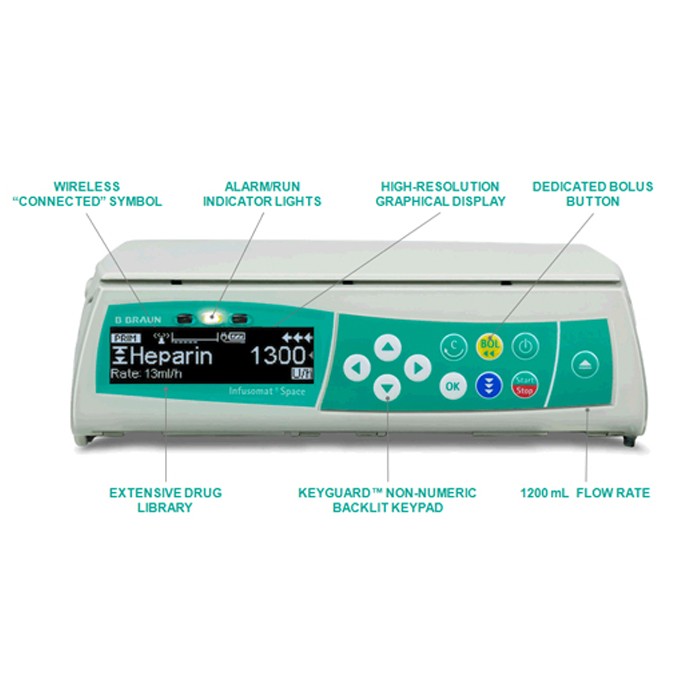 WIRELESS
“CONNECTED” SYMBOL
ALARM/RUN
INDICATOR LIGHTS
HIGH-RESOLUTION
GRAPHICAL DISPLAY
DEDICATED BOLUS
BUTTON
B BRAUN
PRIM
Heparin 1300
Rate: 13ml/h U/h
Infusomat® Space
C
BOL
OK
Start
Stop
EXTENSIVE DRUG
LIBRARY
KEYGUARD™ NON-NUMERIC
BACKLIT KEYPAD
1200 mL FLOW RATE